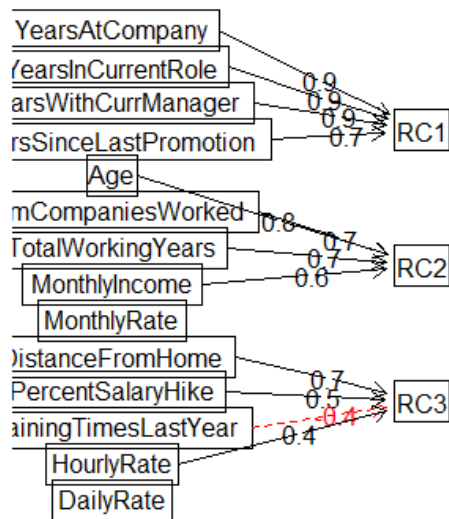 YearsAtCompany
0.9
YearsInCurrentRole
0.9
arsWithCurrManager
0.9
RC1
rsSinceLastPromotion
0.7
Age
mCompaniesWorked
0.8
0.7
TotalWorkingYears
0.7
RC2
MonthlyIncome
0.6
MonthlyRate
DistanceFromHome
0.7
PercentSalaryHike
0.5
RC3
ainingTimesLastYear
0.4
HourlyRate
0.4
DailyRate